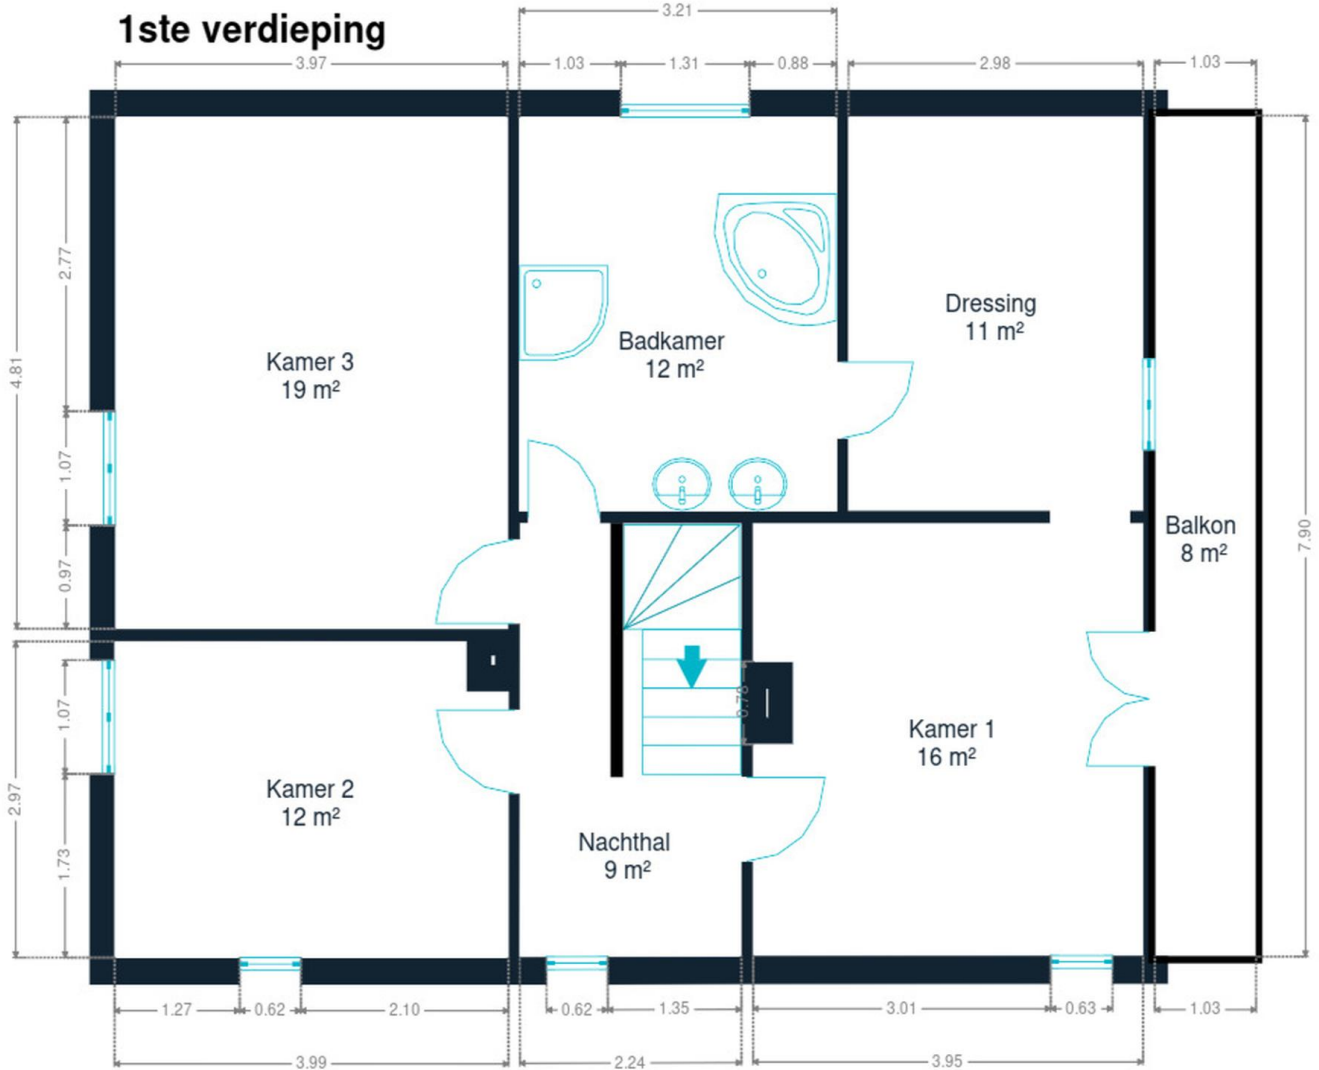 3.21
1ste verdieping
3.97
1.03
1.31
0.88
2.98
1.03
2.77
4.81
Dressing
11 m²
Badkamer
12 m²
Kamer 3
19 m²
1.07
Balkon
8 m²
7.90
0.97
0.78
1.07
Kamer 1
16 m²
Kamer 2
12 m²
2.97
Nachthal
9 m²
1.73
1.27
0.62
2.10
0.62
1.35
3.01
0.63
1.03
3.99
2.24
3.95